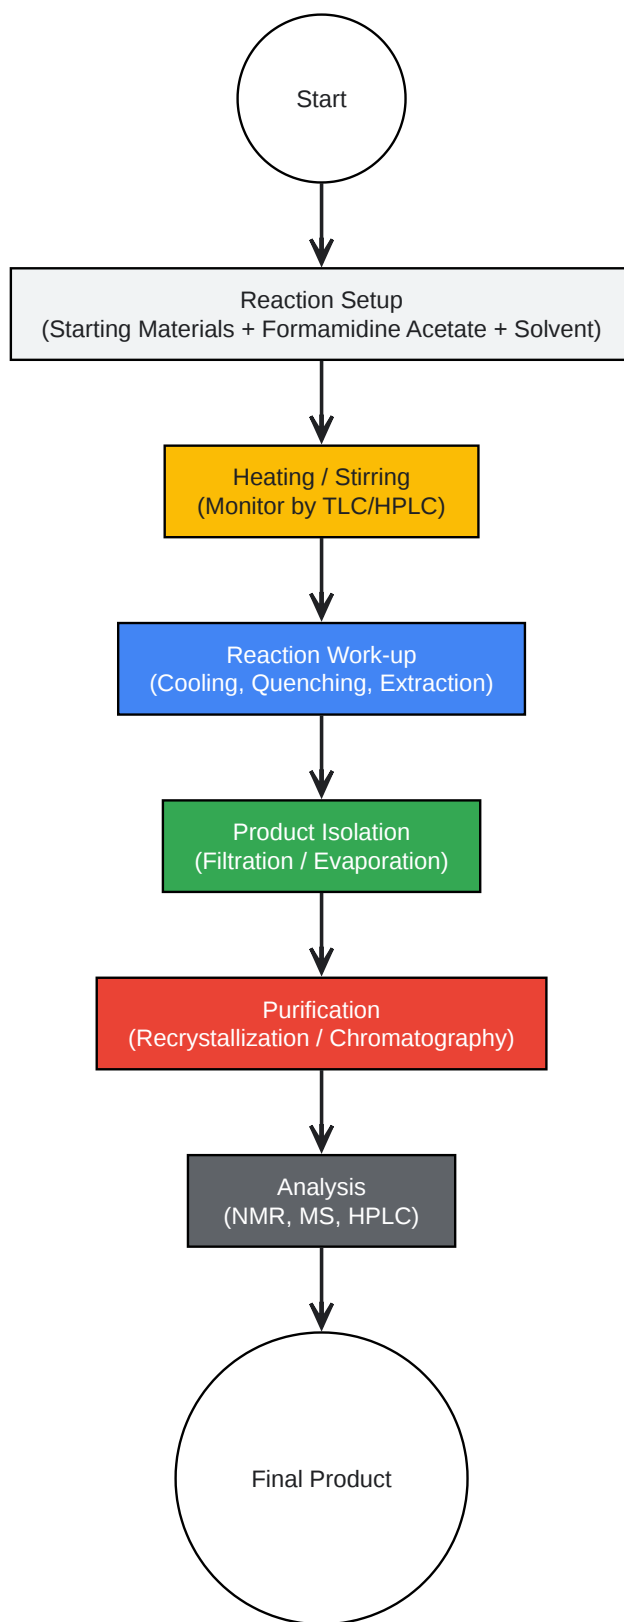 Start
Reaction Setup
(Starting Materials + Formamidine Acetate + Solvent)
Heating / Stirring
(Monitor by TLC/HPLC)
Reaction Work-up
(Cooling, Quenching, Extraction)
Product Isolation
(Filtration / Evaporation)
Purification
(Recrystallization / Chromatography)
Analysis
(NMR, MS, HPLC)
Final Product